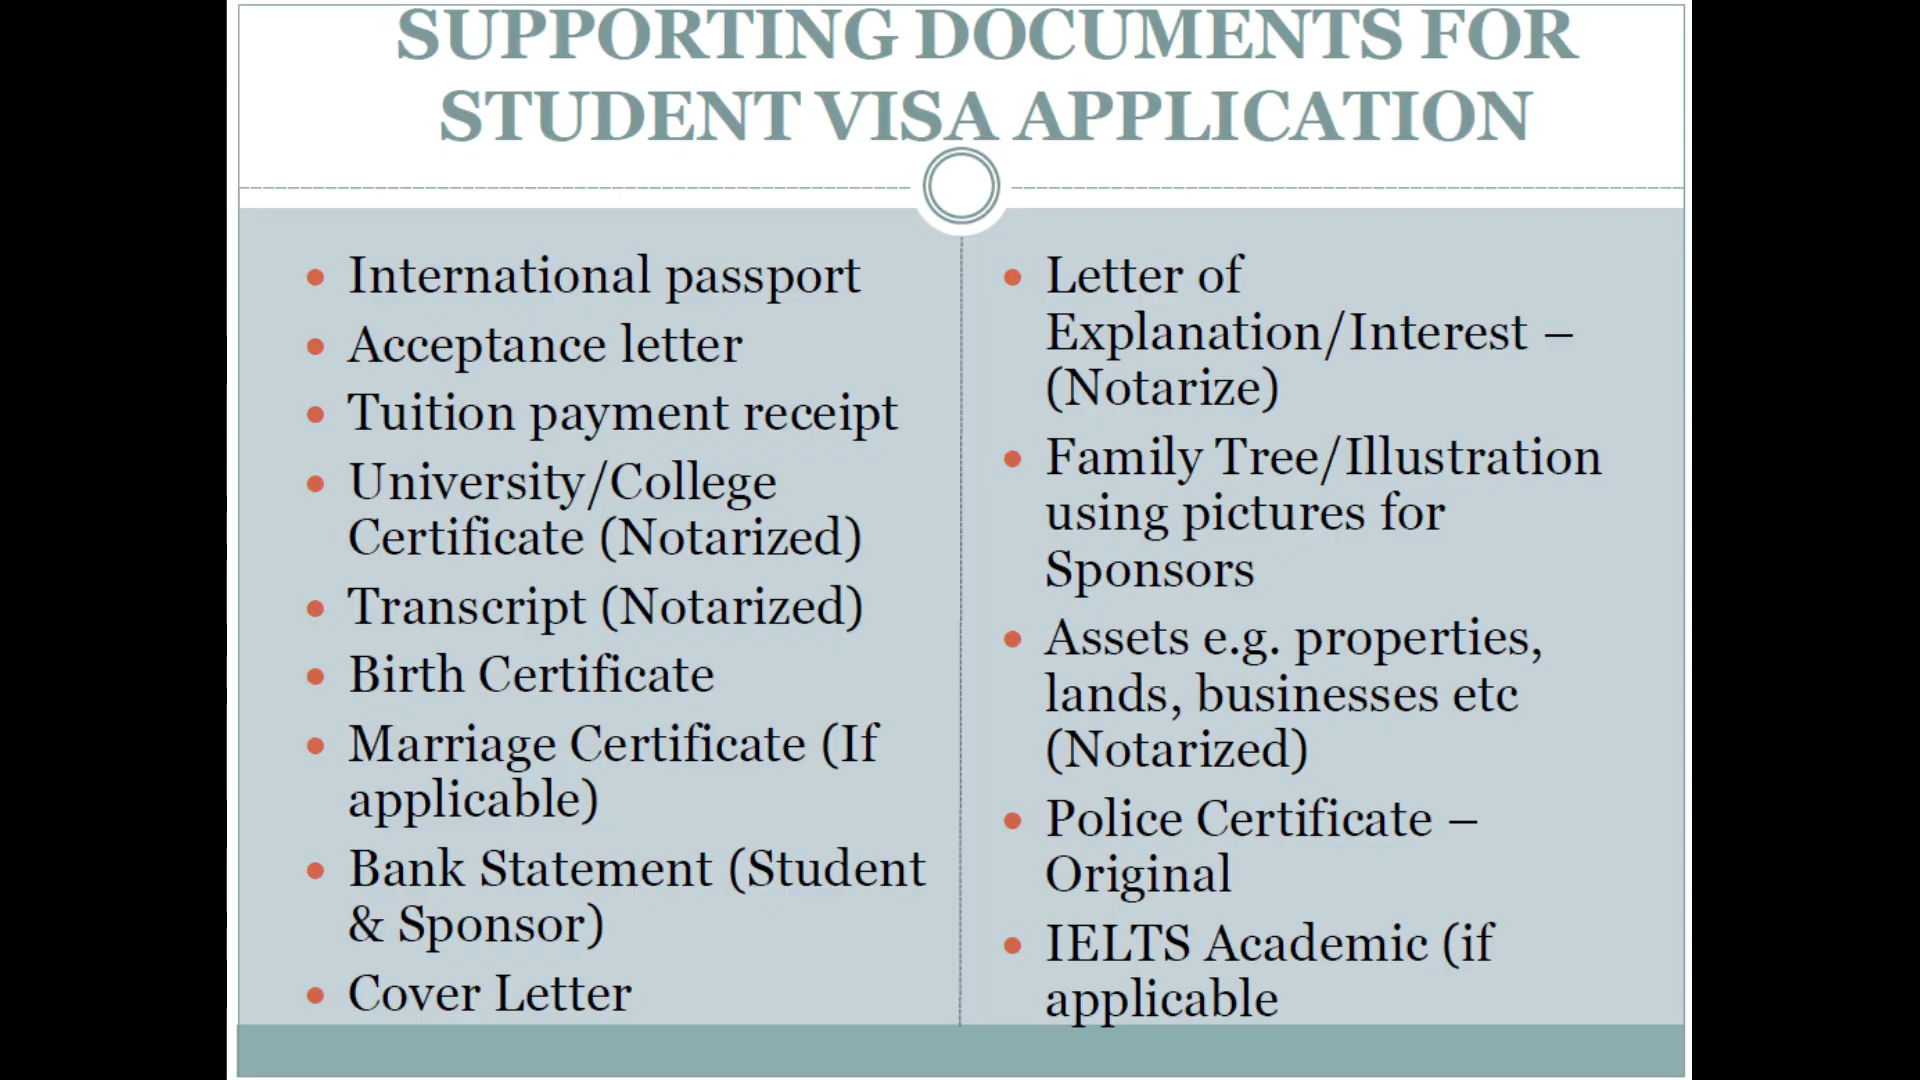 SUPPORTING DOCUMENTS FOR
STUDENT VISA APPLICATION
• International passport
• Acceptance letter
• Tuition payment receipt
• University/College
Certificate (Notarized)
• Transcript (Notarized)
• Birth Certificate
• Marriage Certificate (If
applicable)
• Bank Statement (Student
& Sponsor)
• Cover Letter
• Letter of
Explanation/Interest –
(Notarize)
• Family Tree/Illustration
using pictures for
Sponsors
• Assets e.g. properties,
lands, businesses etc
(Notarized)
• Police Certificate –
Original
• IELTS Academic (if
applicable